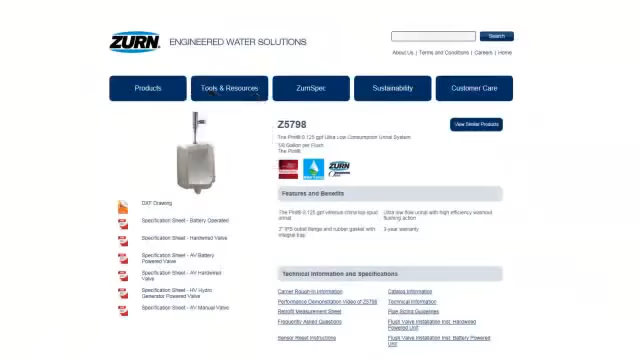 ZURN ENGINEERED WATER SOLUTIONS
Search
About Us | Terms and Conditions | Careers | Home
Products
Tools & Resources
ZurnSpec
Sustainability
Customer Care
Z5798
View Similar Products
The Pint® 0.125 gpf Ultra Low Consumption Urinal System
1/8 Gallon per Flush
The Pint®
ZURN
Features and Benefits
The Pint® 0.125 gpf vitreous china top spud urinal
Ultra low flow urinal with high efficiency washout flushing action
2" IPS outlet flange and rubber gasket with integral trap
3-year warranty
DXF Drawing
Specification Sheet - Battery Operated
Specification Sheet - Hardwired Valve
Specification Sheet - AV Battery
Powered Valve
Specification Sheet - AV Hardwired
Valve
Specification Sheet - HV Hydro
Generator Powered Valve
Specification Sheet - AV Manual Valve
Technical Information and Specifications
Carrier Rough-In Information
Catalog Information
Performance Demonstration Video of Z5798
Technical Information
Retrofit Measurement Sheet
Pipe Sizing Guidelines
Frequently Asked Questions
Flush Valve Installation Inst. Hardwired
Powered Unit
Sensor Reset Instructions
Flush Valve Installation Inst. Battery Powered
Unit